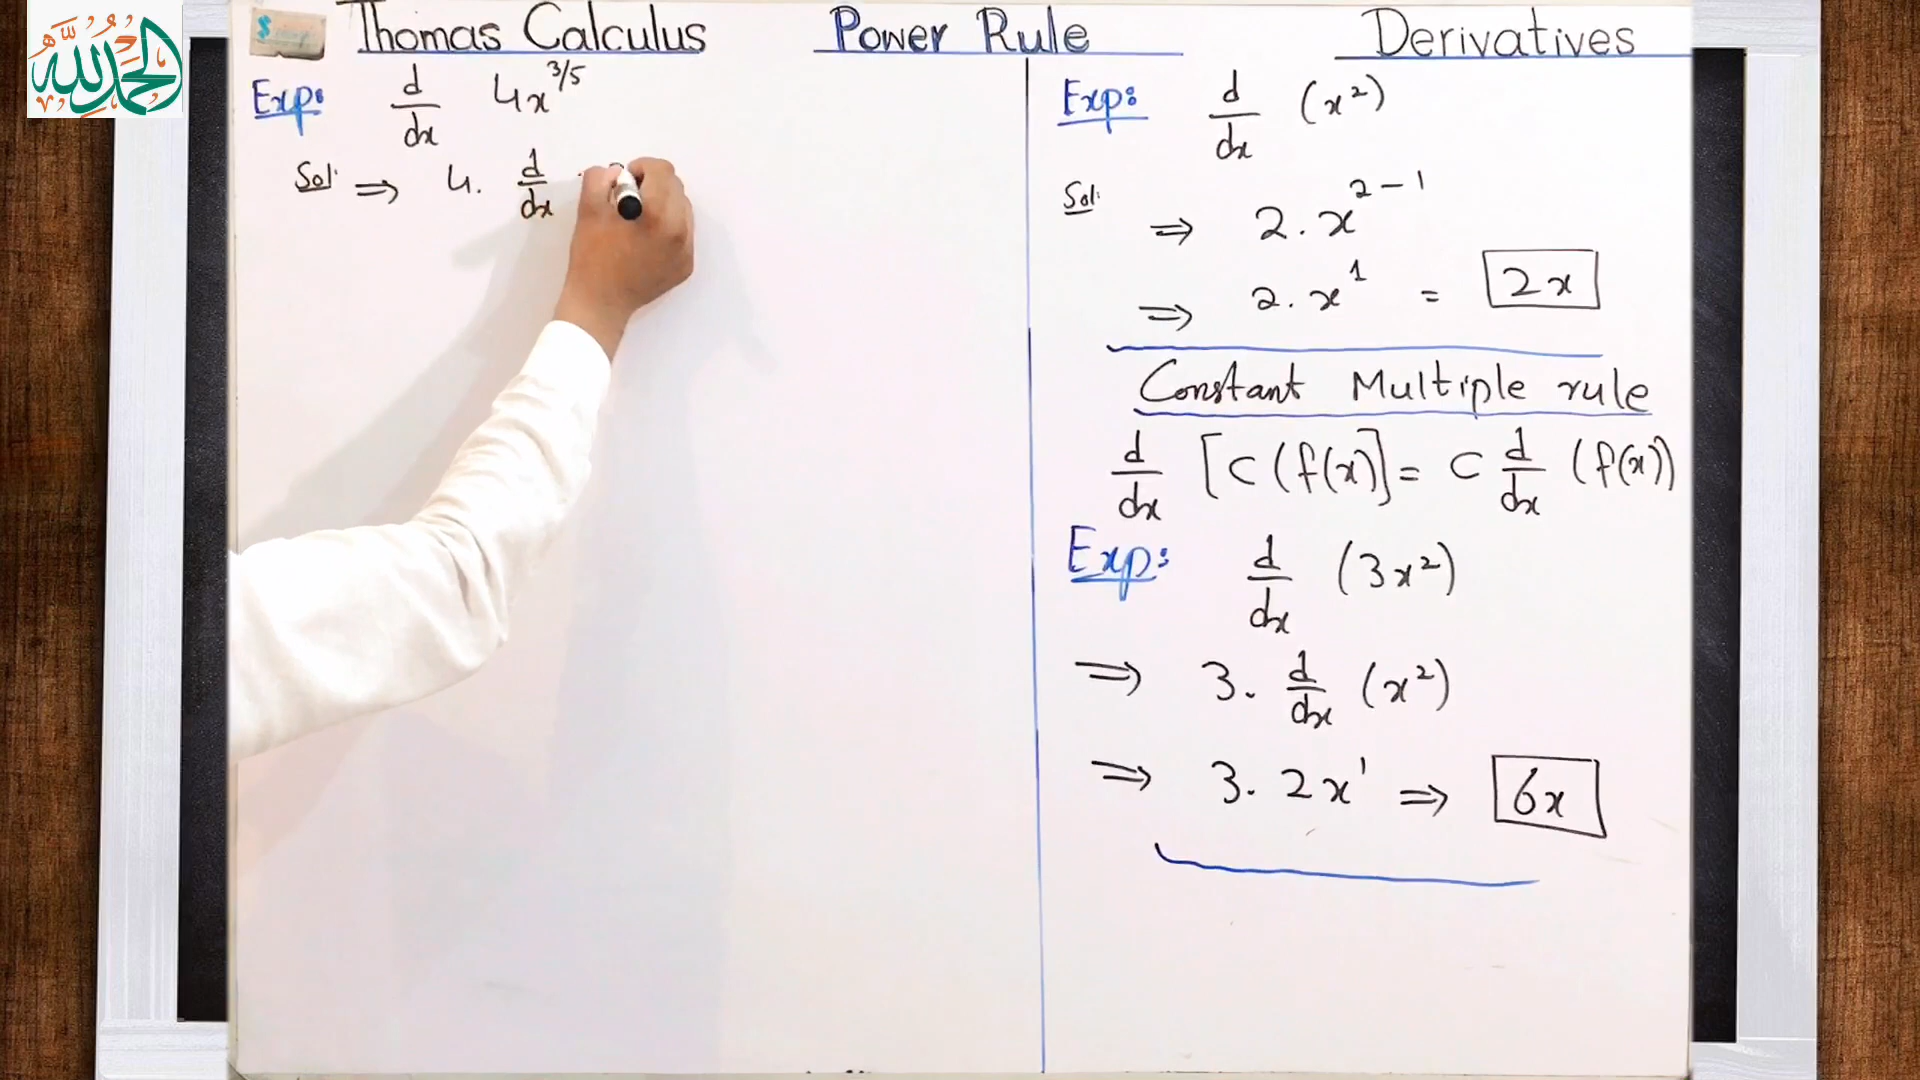 الحمد لله
Thomas Calculus Power Rule Derivatives
Exp: d/dx 4x^3/5
Sol: ⇒ 4. d/dx
Exp: d/dx (x²)
Sol:
⇒ 2.x^2-1
⇒ 2.x^1 = 2x
Constant Multiple rule
d/dx [c(f(x)] = c d/dx (f(x))
Exp: d/dx (3x²)
⇒ 3. d/dx (x²)
⇒ 3. 2x^1 ⇒ 6x